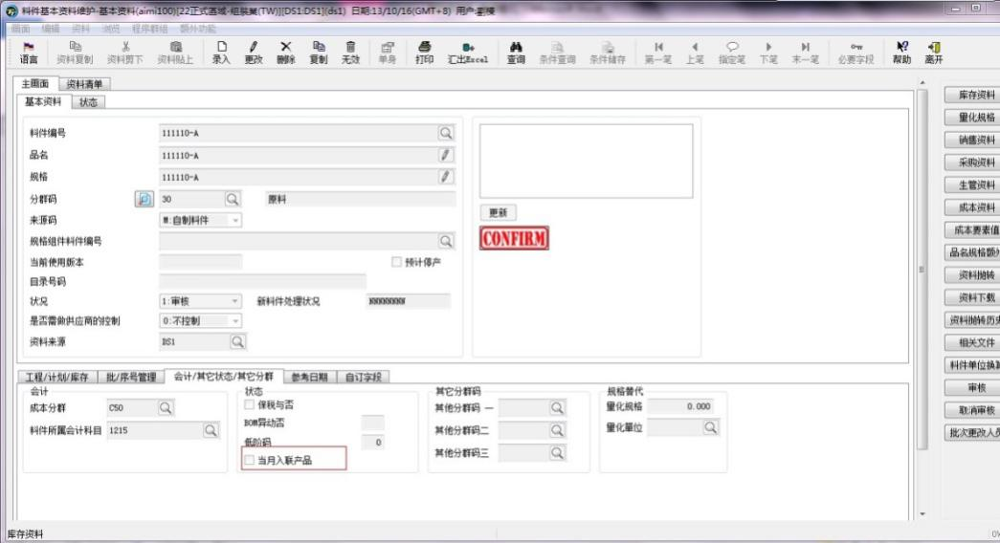 料件基本资料维护-基本资料(aimi100)[22正式區域-组装業(TW)][DS1:DS1](ds1) 日期:13/10/16(GMT+8) 用户:劉樓
画面 编辑 资料 浏览 程序群组 额外功能
语言 资料复制 资料剪下 资料贴上 录入 更改 删除 复制 无效 单身 打印 汇出Excel 查询 条件查询 条件储存 第一笔 上笔 指定笔 下笔 末一笔 必要字段 帮助 离开
主画面 资料清单
基本资料 状态
料件编号 111110-A
品名 111110-A
规格 111110-A
分群码 30 原料
来源码 M:自制料件
规格组件料件编号
当前使用版本 预计停产
目录号码
状况 1:审核 新料件处理状况 NNNNNNNN
是否需做供应商的控制 0:不控制
资料来源 DS1
更新
CONFIRM
库存资料
量化规格
销售资料
采购资料
生管资料
成本资料
成本要素值
品名规格额外
资料抛转
资料下载
资料抛转历史
相关文件
料件单位换算
审核
取消审核
批次更改人员
工程/计划/库存 批/序号管理 会计/其它状态/其它分群 参考日期 自订字段
会计 状态 其它分群码 规格替代
成本分群 C50 保税与否 其他分群码 一 量化规格 0.000
BOM异动否
料件所属会计科目 1215 其他分群码二 量化單位
低阶码 0
当月入联产品 其他分群码三
库存资料 0%